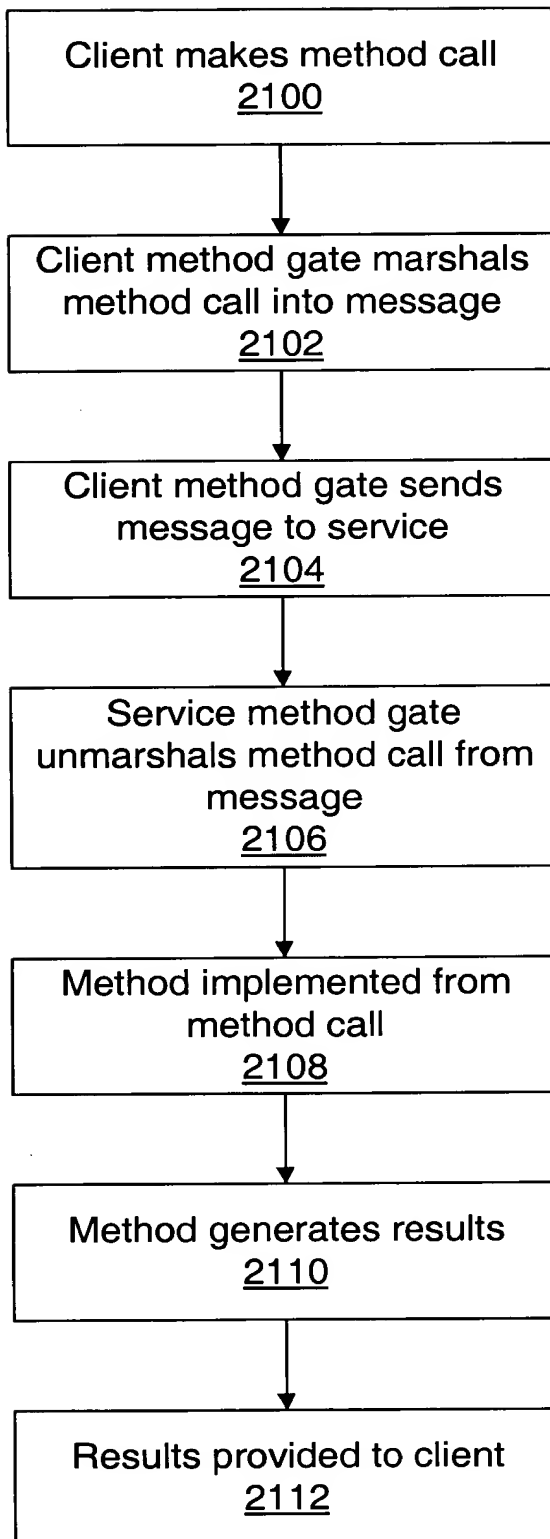 Client makes method call
2100
Client method gate marshals
method call into message
2102
Client method gate sends
message to service
2104
Service method gate
unmarshals method call from
message
2106
Method implemented from
method call
2108
Method generates results
2110
Results provided to client
2112